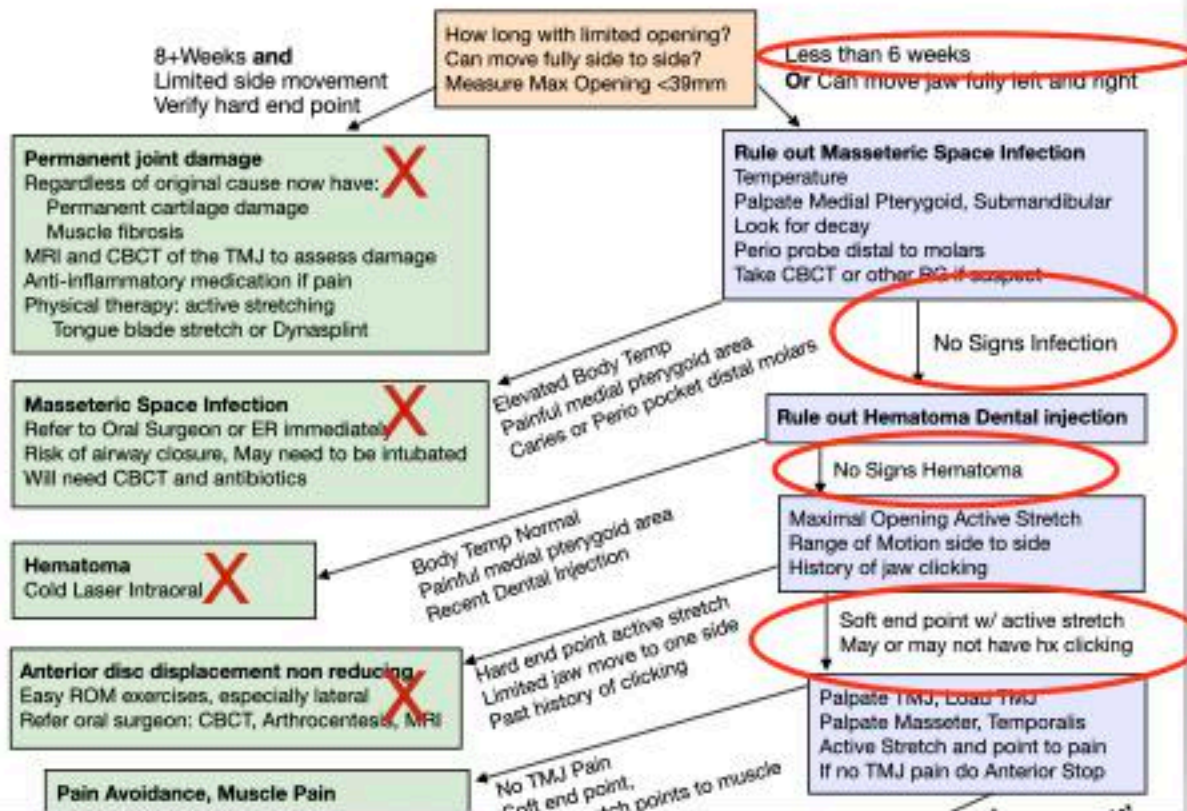 How long with limited opening?
Can move fully side to side?
Measure Max Opening <39mm
8+Weeks and
Limited side movement
Verify hard end point
Less than 6 weeks
Or Can move jaw fully left and right
Permanent joint damage
Regardless of original cause now have:
Permanent cartilage damage
Muscle fibrosis
MRI and CBCT of the TMJ to assess damage
Anti-inflammatory medication if pain
Physical therapy: active stretching
Tongue blade stretch or Dynasplint
X
Rule out Masseteric Space Infection
Temperature
Palpate Medial Pterygoid, Submandibular
Look for decay
Perio probe distal to molars
Take CBCT or other RG if suspect
Elevated Body Temp
Painful medial pterygoid area
Caries or Perio pocket distal molars
No Signs Infection
Masseteric Space Infection
Refer to Oral Surgeon or ER immediately
Risk of airway closure, May need to be intubated
Will need CBCT and antibiotics
X
Rule out Hematoma Dental injection
No Signs Hematoma
Body Temp Normal
Painful medial pterygoid area
Recent Dental Injection
Hematoma
Cold Laser Intraoral
X
Maximal Opening Active Stretch
Range of Motion side to side
History of jaw clicking
Hard end point active stretch
Limited jaw move to one side
Past history of clicking
Soft end point w/ active stretch
May or may not have hx clicking
Anterior disc displacement non reducing
Easy ROM exercises, especially lateral
Refer oral surgeon: CBCT, Arthrocentesis, MRI
X
Palpate TMJ, Load TMJ
Palpate Masseter, Temporalis
Active Stretch and point to pain
If no TMJ pain do Anterior Stop
No TMJ Pain
Soft end point,
points to muscle
Pain Avoidance, Muscle Pain